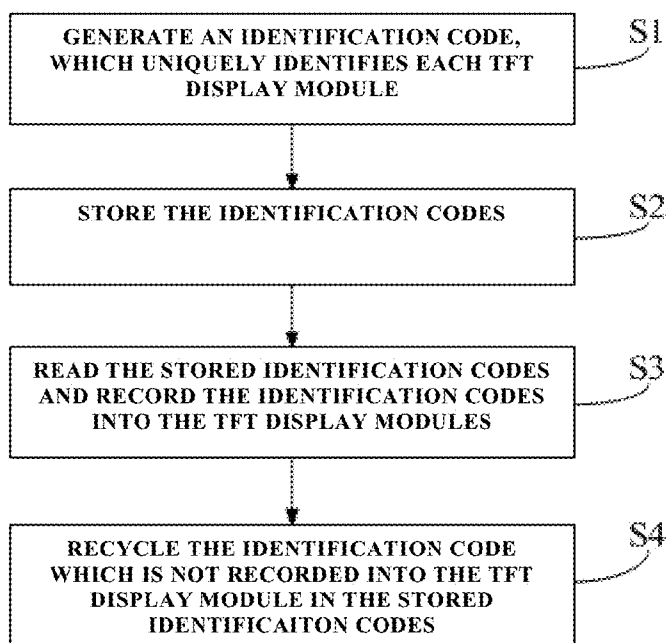 GENERATE AN IDENTIFICATION CODE,
WHICH UNIQUELY IDENTIFIES EACH TFT
DISPLAY MODULE
S1
STORE THE IDENTIFICATION CODES
S2
READ THE STORED IDENTIFICATION CODES
AND RECORD THE IDENTIFICATION CODES
INTO THE TFT DISPLAY MODULES
S3
RECYCLE THE IDENTIFICATION CODE
WHICH IS NOT RECORDED INTO THE TFT
DISPLAY MODULE IN THE STORED
IDENTIFICAITON CODES
S4